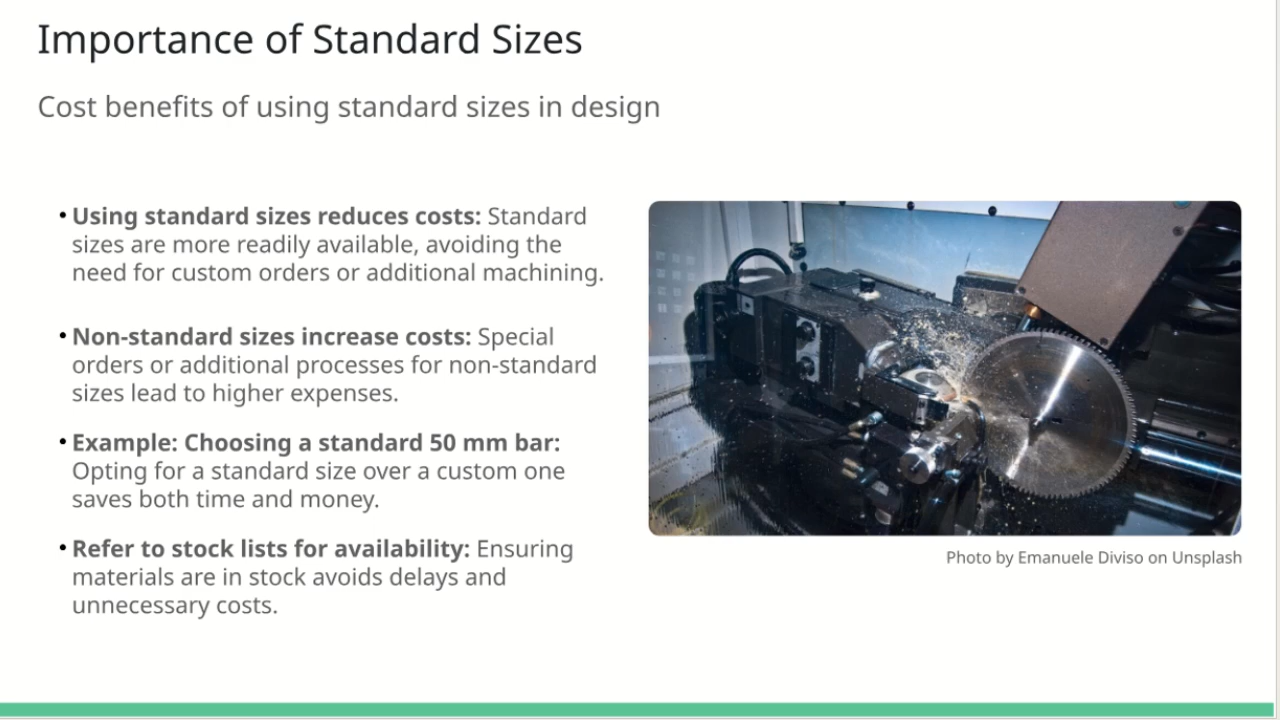 Importance of Standard Sizes
Cost benefits of using standard sizes in design
• Using standard sizes reduces costs: Standard
sizes are more readily available, avoiding the
need for custom orders or additional machining.
• Non-standard sizes increase costs: Special
orders or additional processes for non-standard
sizes lead to higher expenses.
• Example: Choosing a standard 50 mm bar:
Opting for a standard size over a custom one
saves both time and money.
• Refer to stock lists for availability: Ensuring
materials are in stock avoids delays and
unnecessary costs.
Photo by Emanuele Diviso on Unsplash